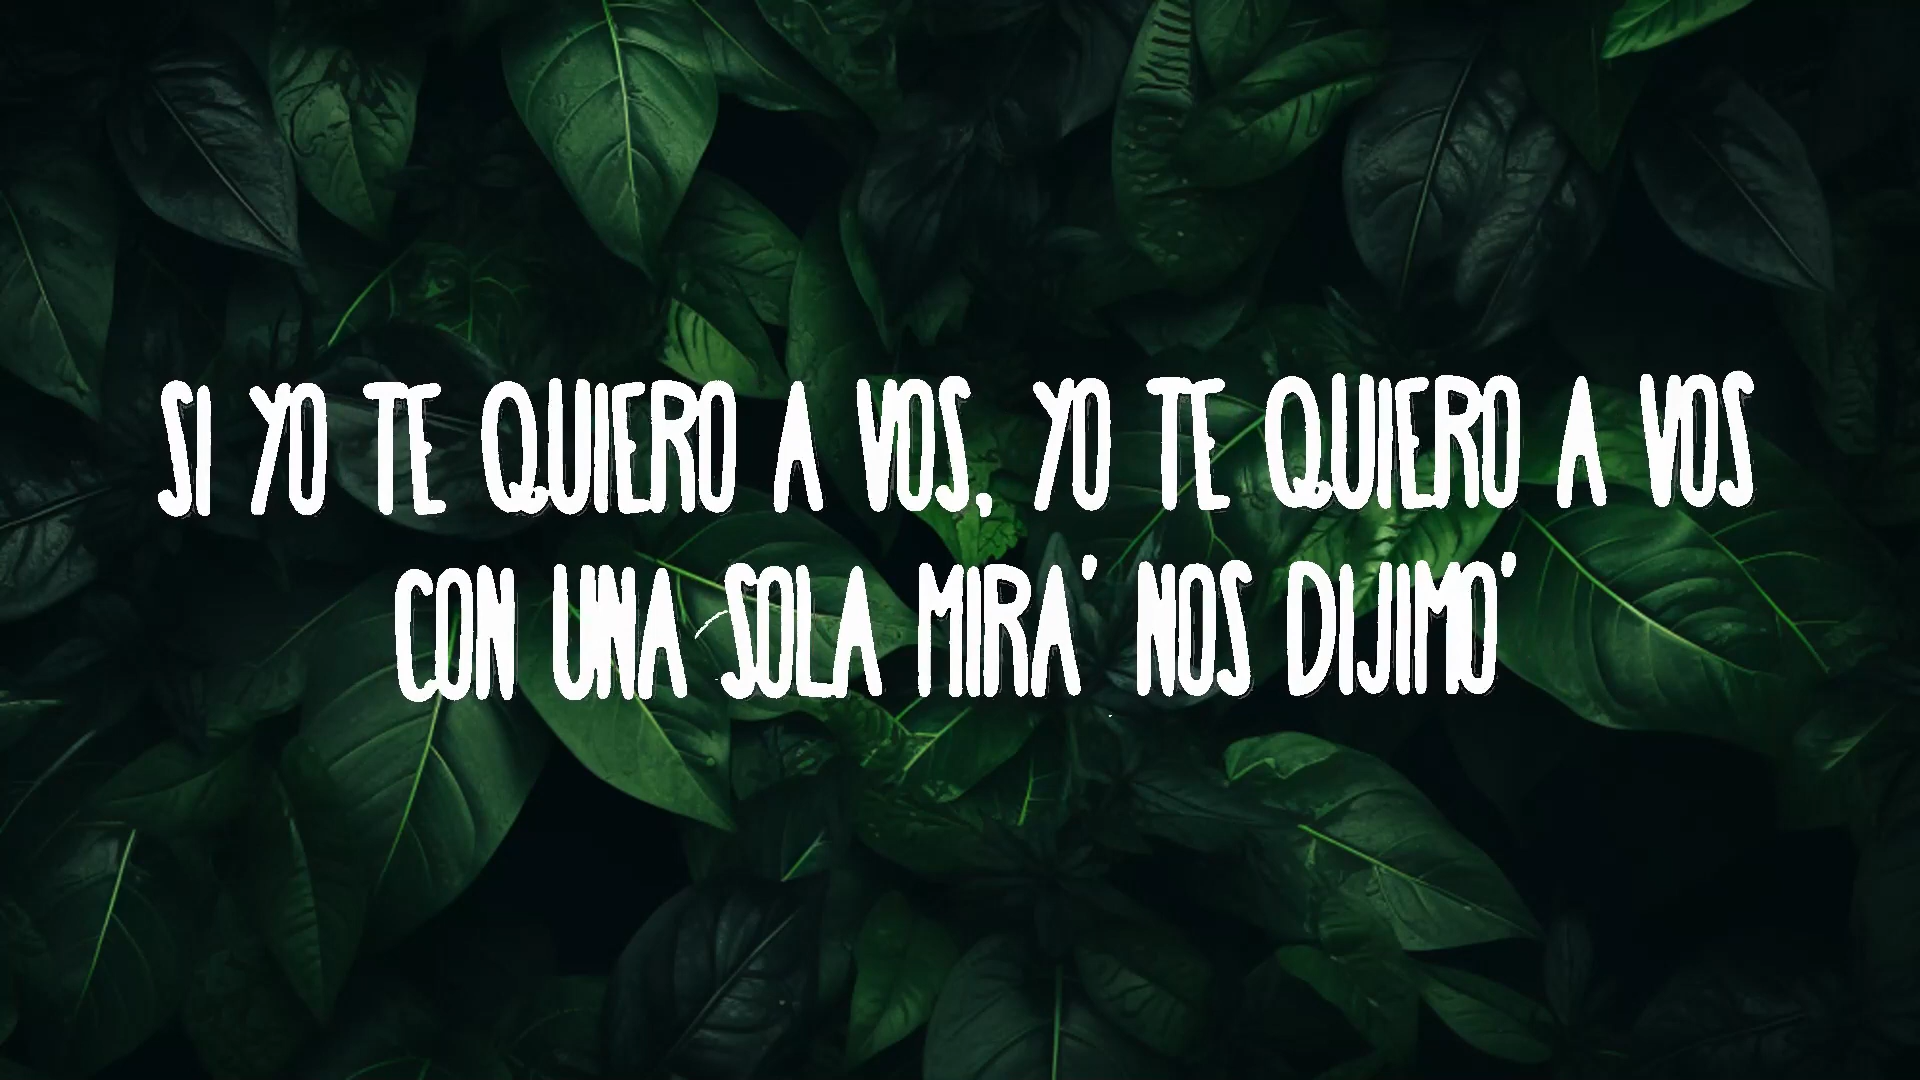 SI YO TE QUIERO A VOS, YO TE QUIERO A VOS
CON UNA SOLA MIRA' NOS DIJIMO'